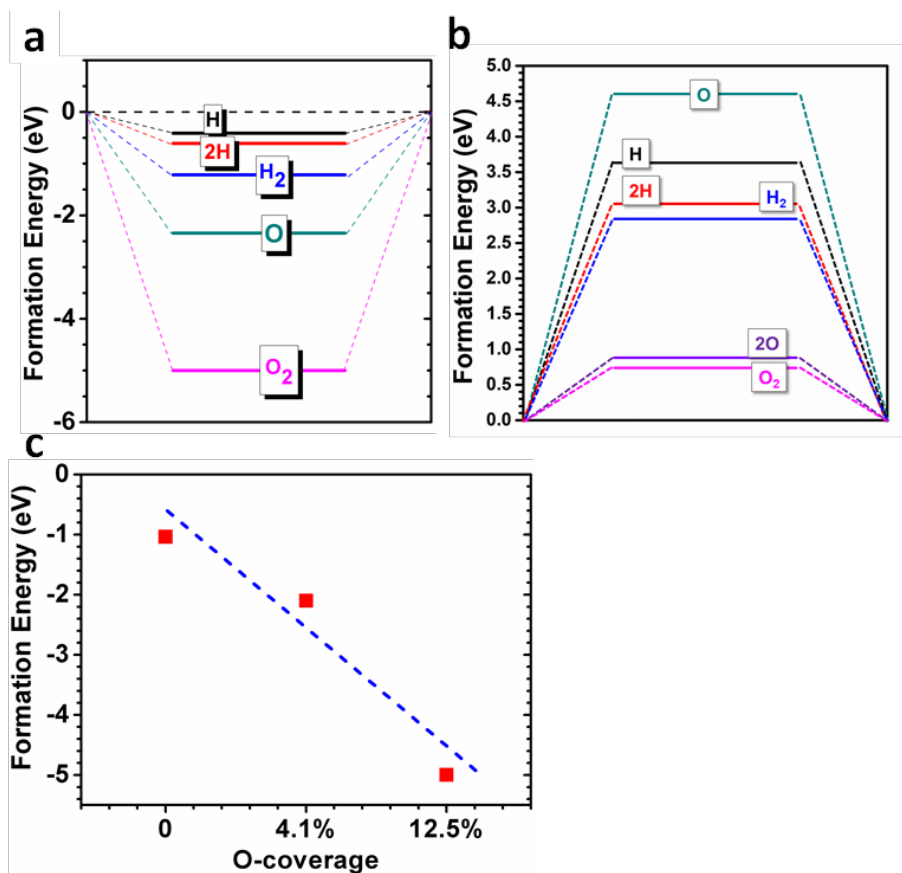 a
Formation Energy (eV)
0
-2
-4
-6
H
2H
H2
O
O2
b
Formation Energy (eV)
5.0
4.5
4.0
3.5
3.0
2.5
2.0
1.5
1.0
0.5
0.0
O
H
2H
H2
2O
O2
c
Formation Energy (eV)
0
-1
-2
-3
-4
-5
0 4.1% 12.5%
O-coverage